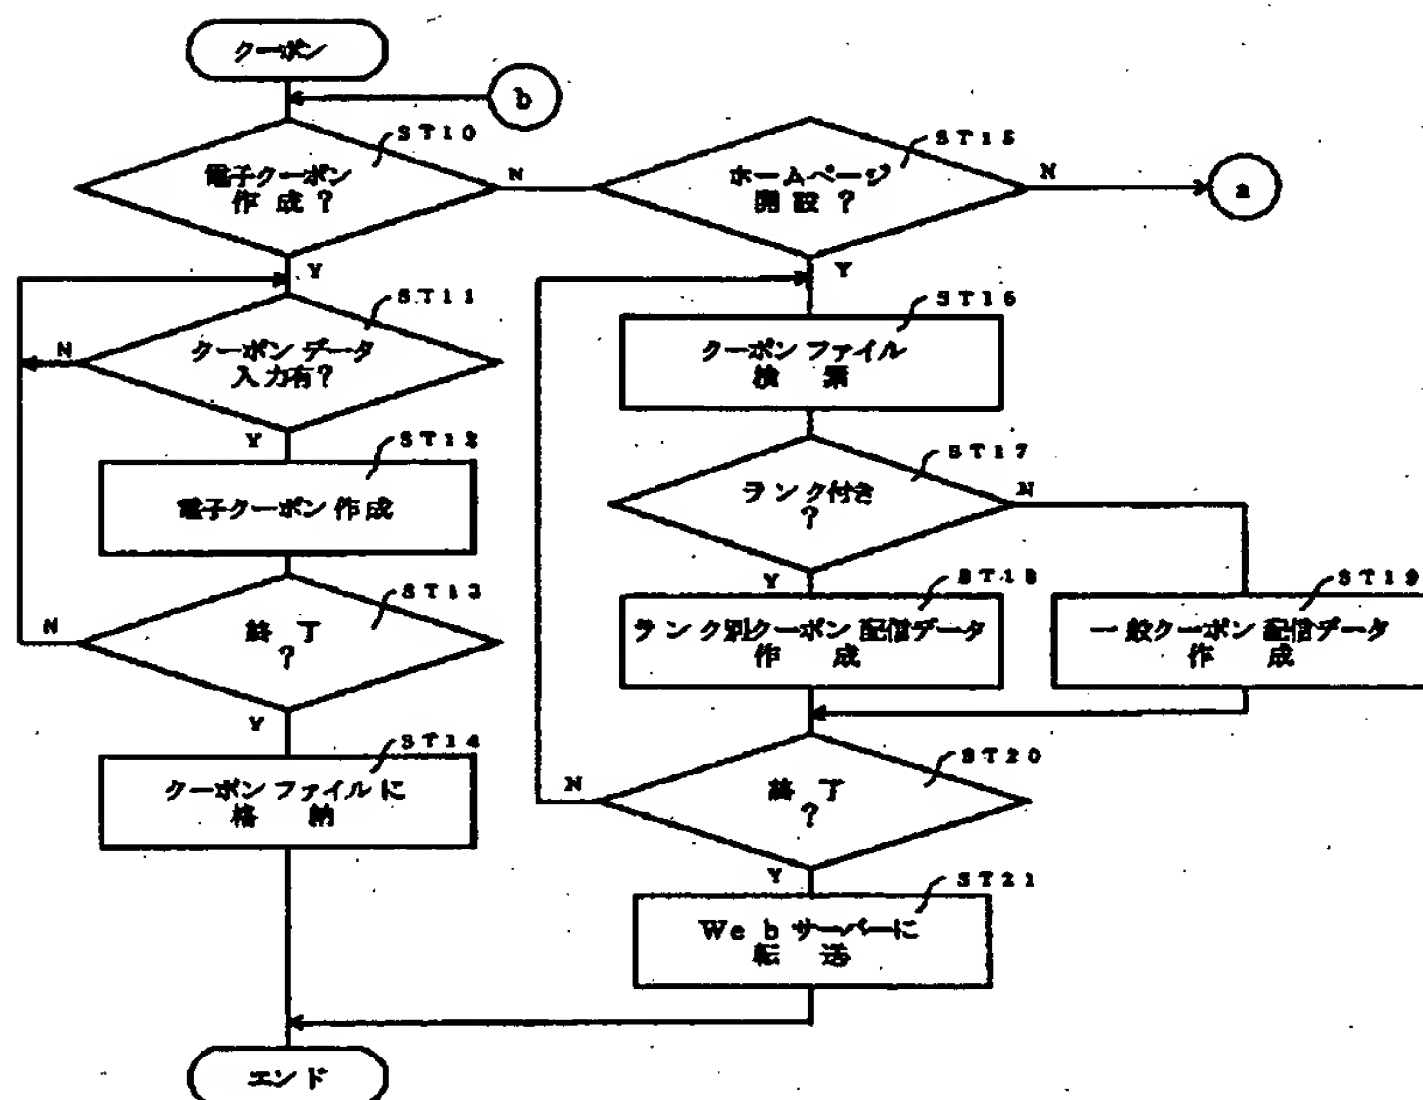 クーポン
b
ST10
電子クーポン
作成?
N
ST15
ホームページ
開設?
N
a
Y
Y
ST11
クーポンデータ
入力有?
N
Y
ST16
クーポンファイル
検索
ST12
電子クーポン作成
ST17
ランク付き
?
N
Y
ST13
終了
?
N
Y
ST18
ランク別クーポン配信データ
作成
ST19
一般クーポン配信データ
作成
ST14
クーポンファイルに
格納
ST20
終了
?
N
Y
ST21
Webサーバーに
転送
エンド